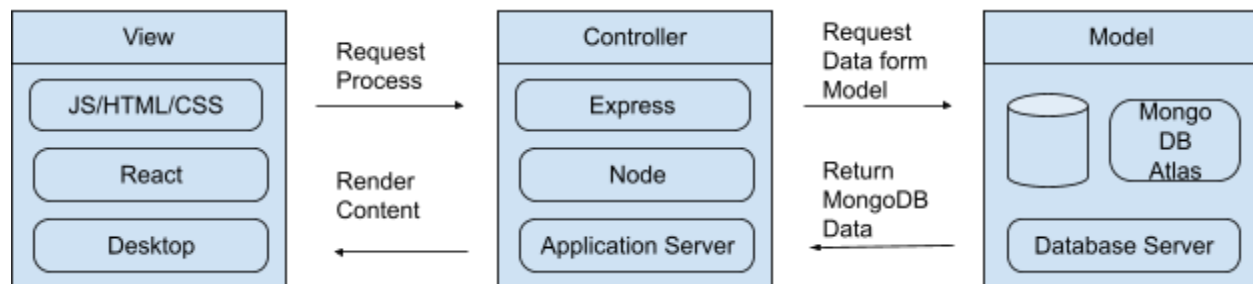 View
JS/HTML/CSS
React
Desktop
Request
Process
Render
Content
Controller
Express
Node
Application Server
Request
Data form
Model
Return
MongoDB
Data
Model
Mongo
DB
Atlas
Database Server